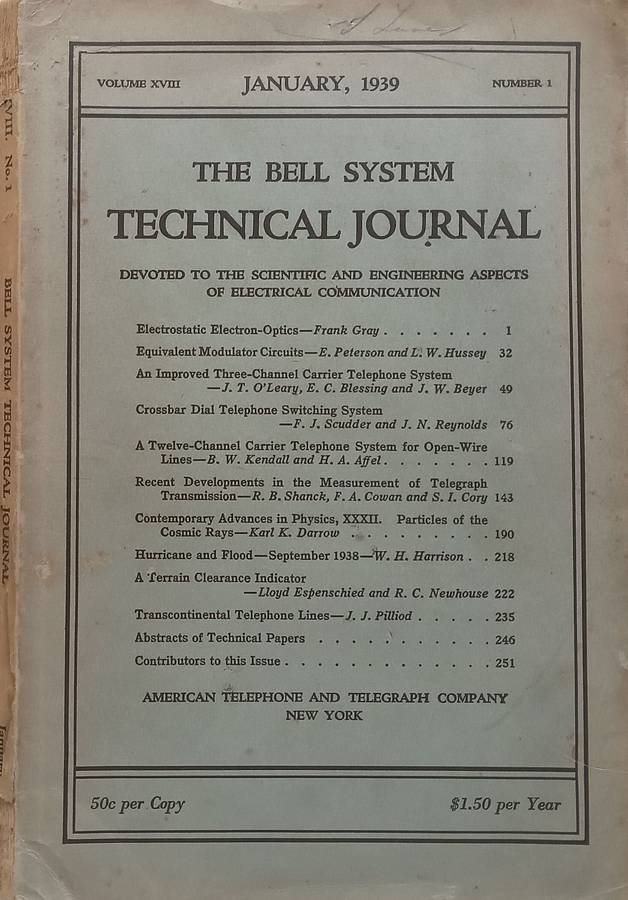 VOLUME XVIII JANUARY, 1939 NUMBER 1
THE BELL SYSTEM
TECHNICAL JOURNAL
DEVOTED TO THE SCIENTIFIC AND ENGINEERING ASPECTS
OF ELECTRICAL COMMUNICATION
Electrostatic Electron-Optics—Frank Gray . . . . . . . 1
Equivalent Modulator Circuits—E. Peterson and L. W. Hussey 32
An Improved Three-Channel Carrier Telephone System
—J. T. O'Leary, E. C. Blessing and J. W. Beyer 49
Crossbar Dial Telephone Switching System
—F. J. Scudder and J. N. Reynolds 76
A Twelve-Channel Carrier Telephone System for Open-Wire
Lines—B. W. Kendall and H. A. Affel . . . . . . . 119
Recent Developments in the Measurement of Telegraph
Transmission—R. B. Shanck, F. A. Cowan and S. I. Cory 143
Contemporary Advances in Physics, XXXII. Particles of the
Cosmic Rays—Karl K. Darrow . . . . . . . . . 190
Hurricane and Flood—September 1938—W. H. Harrison . . 218
A Terrain Clearance Indicator
—Lloyd Espenschied and R. C. Newhouse 222
Transcontinental Telephone Lines—J. J. Pilliod . . . . . 235
Abstracts of Technical Papers . . . . . . . . . . . 246
Contributors to this Issue . . . . . . . . . . . . . 251
AMERICAN TELEPHONE AND TELEGRAPH COMPANY
NEW YORK
50c per Copy $1.50 per Year
VIII. No. 1
BELL SYSTEM TECHNICAL JOURNAL
January